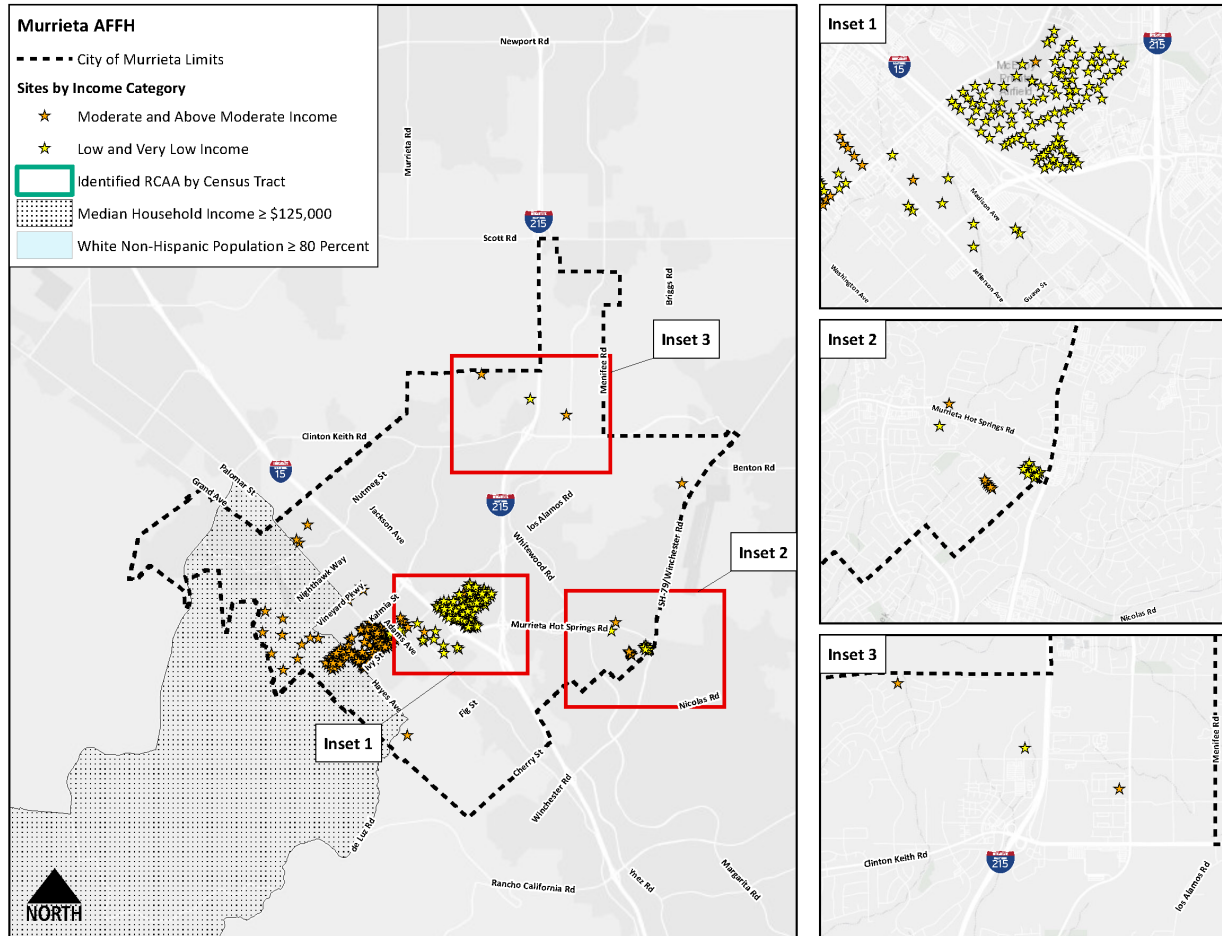 Murrieta AFFH
City of Murrieta Limits
Sites by Income Category
Moderate and Above Moderate Income
Low and Very Low Income
Identified RCAA by Census Tract
Median Household Income ≥ $125,000
White Non-Hispanic Population ≥ 80 Percent
Newport Rd
Murrieta Rd
INTERSTATE
215
Scott Rd
Briggs Rd
Inset 3
Menifee Rd
Clinton Keith Rd
15
Palomar St
Grand Ave
Nutmeg St
Jackson Ave
Benton Rd
215
los Alamos Rd
Whitewood Rd
Inset 2
SH-79/Winchester Rd
Nighthawk Way
Vineyard Pkwy
Kalmia St
Adams Ave
Murrieta Hot Springs Rd
Ivy St
Hayes Ave
Fig St
Nicolas Rd
Inset 1
Cherry St
Winchester Rd
de Luz Rd
Ynez Rd
Margarita Rd
Rancho California Rd
NORTH
Inset 1
15
215
Madison Ave
Jefferson Ave
Washington Ave
Guava St
Inset 2
Murrieta Hot Springs Rd
Nicolas Rd
Inset 3
Menifee Rd
Clinton Keith Rd
215
los Alamos Rd